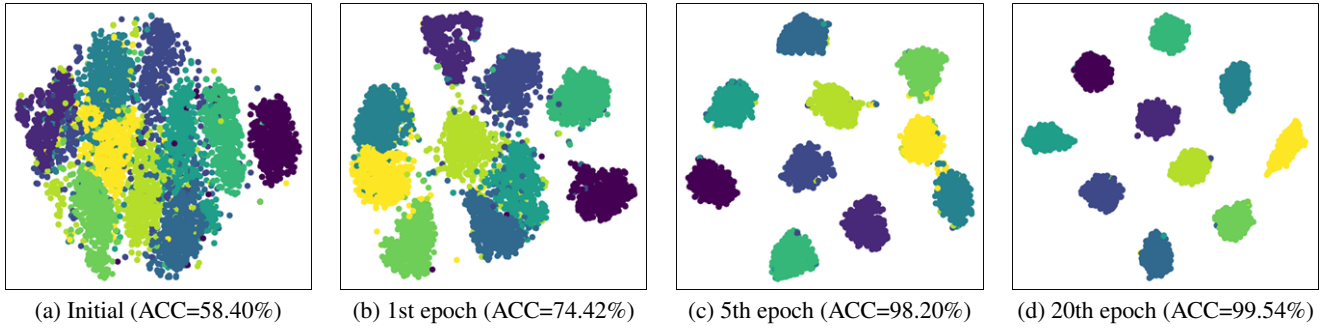 (a) Initial (ACC=58.40%)
(b) 1st epoch (ACC=74.42%)
(c) 5th epoch (ACC=98.20%)
(d) 20th epoch (ACC=99.54%)